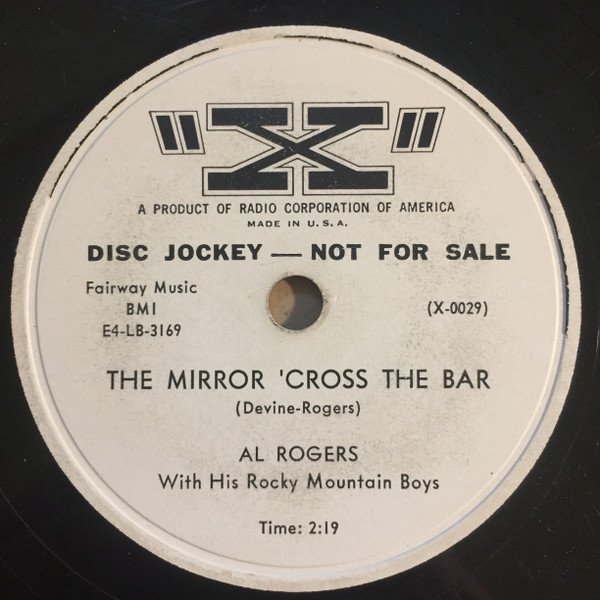 "X"
A PRODUCT OF RADIO CORPORATION OF AMERICA
MADE IN U.S.A.
DISC JOCKEY — NOT FOR SALE
Fairway Music
BMI
(X-0029)
E4-LB-3169
THE MIRROR 'CROSS THE BAR
(Devine-Rogers)
AL ROGERS
With His Rocky Mountain Boys
Time: 2:19